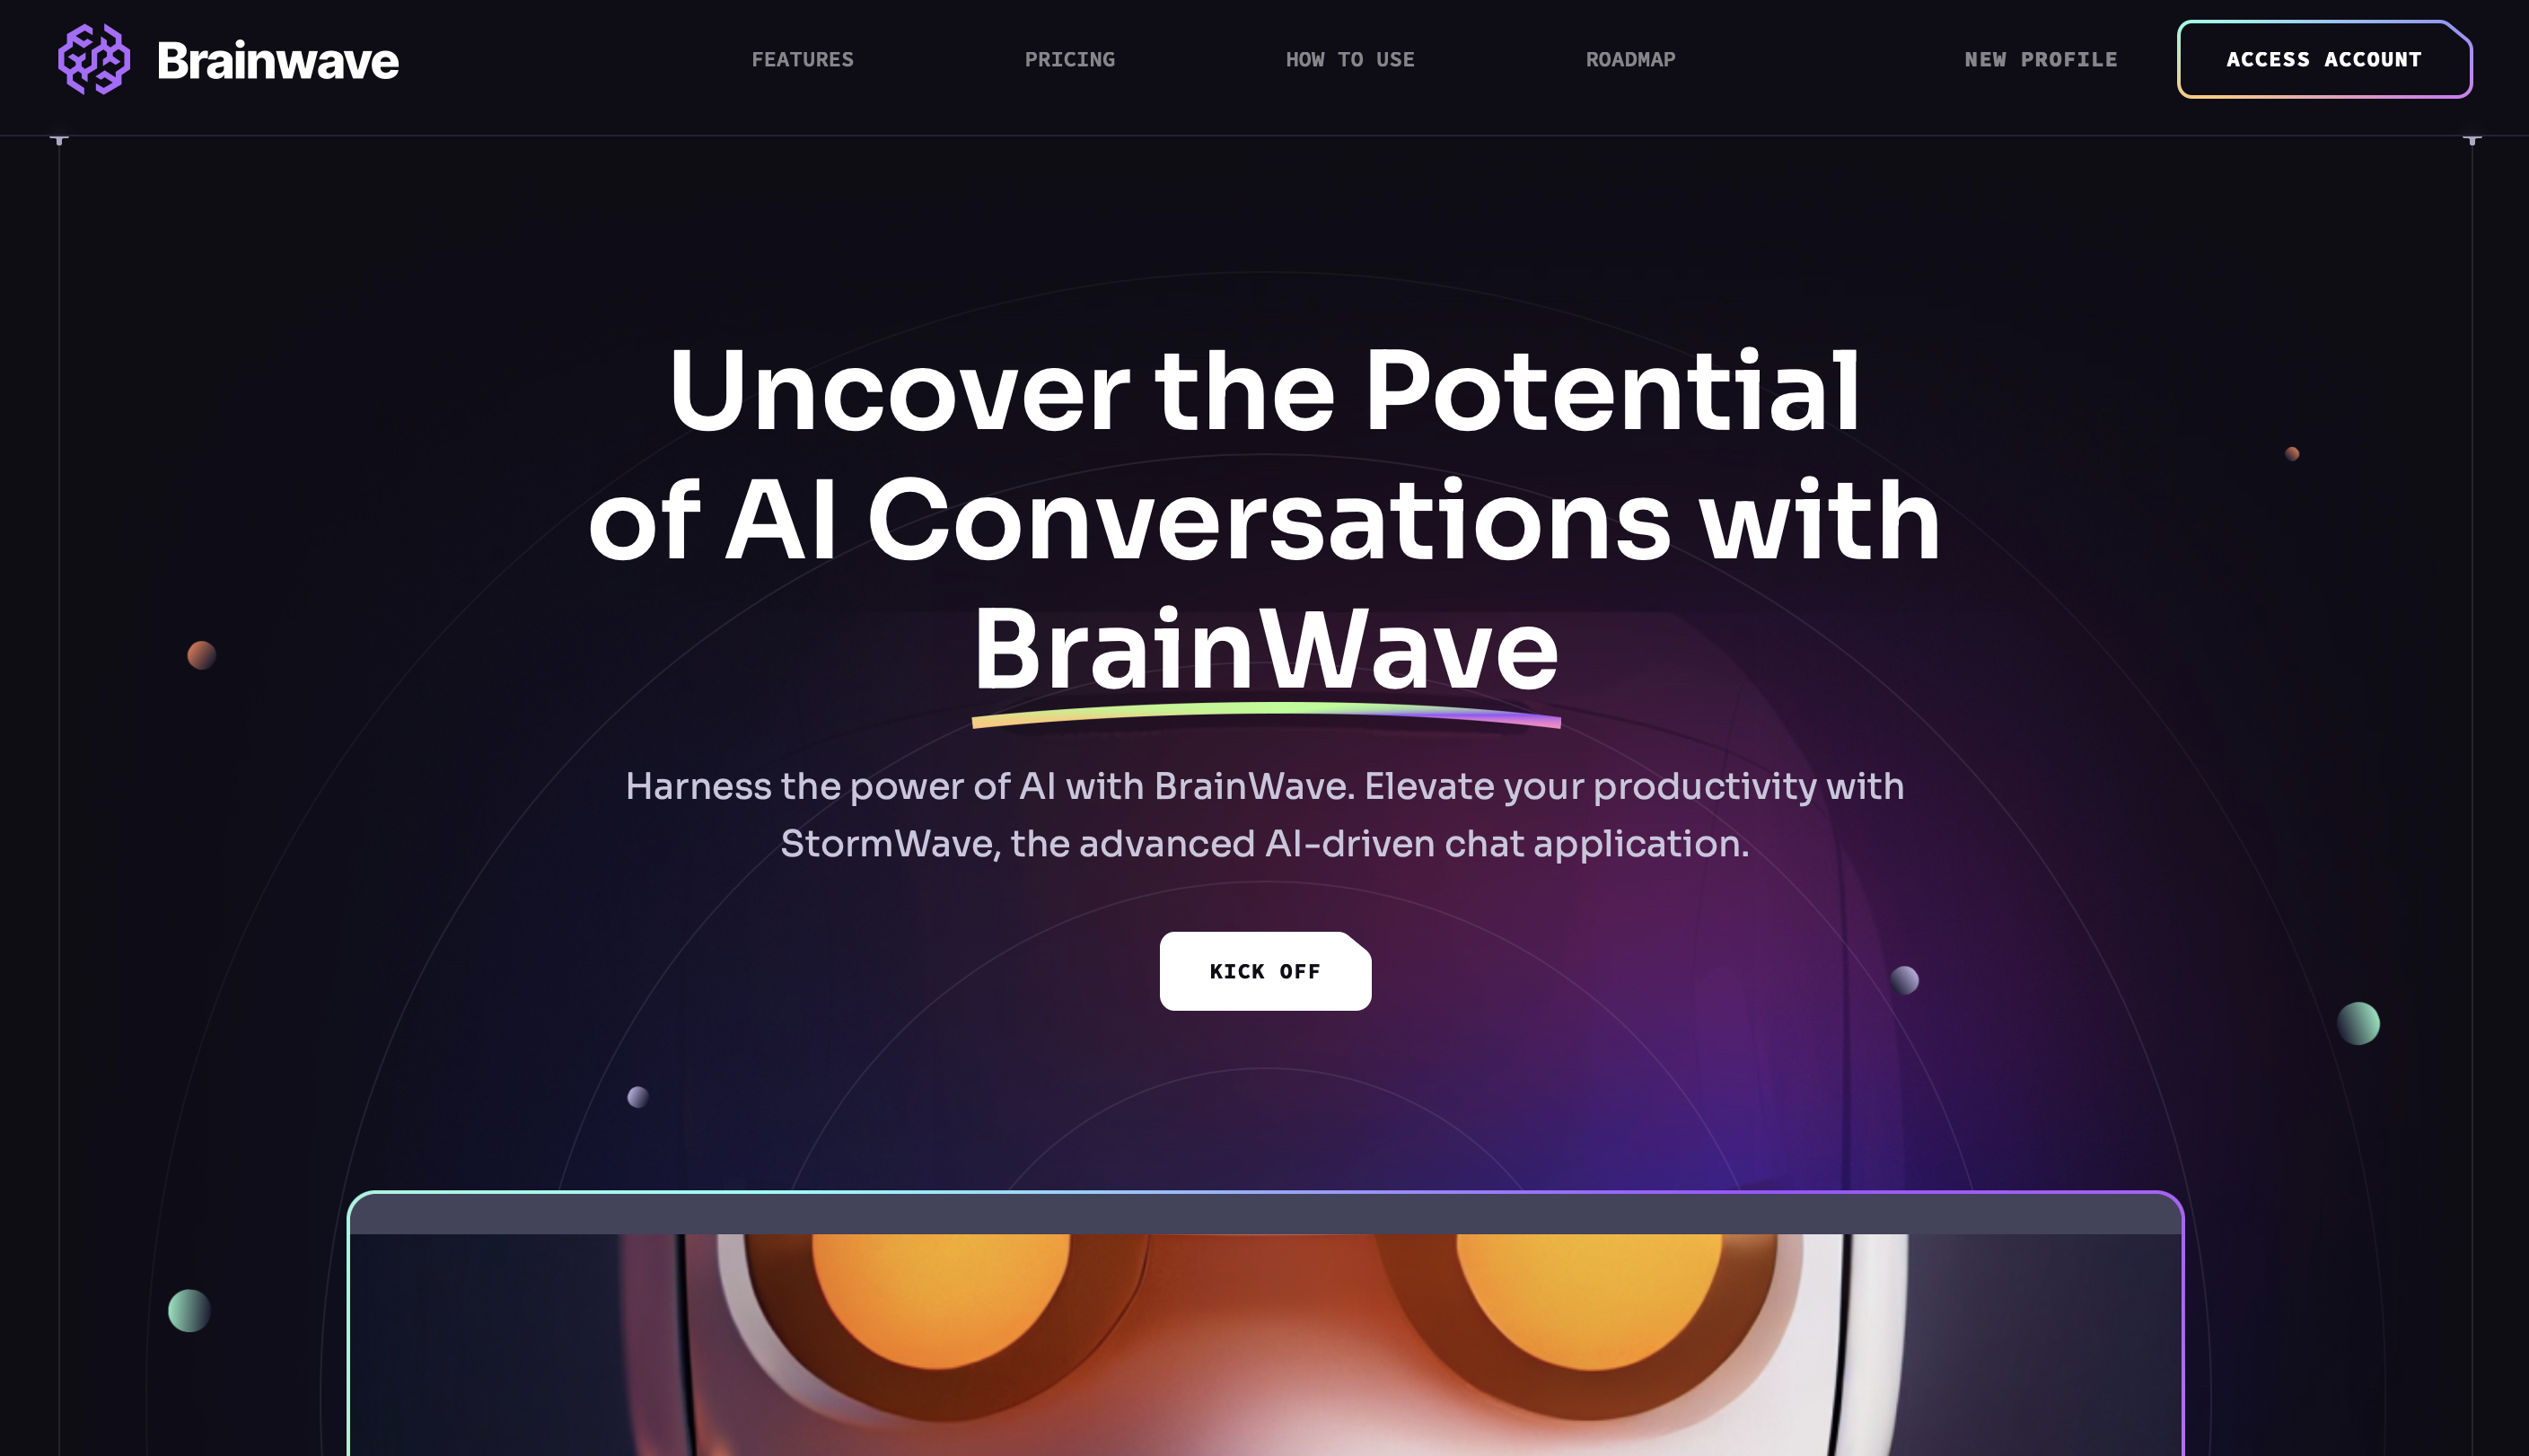 Brainwave
FEATURES
PRICING
HOW TO USE
ROADMAP
NEW PROFILE
ACCESS ACCOUNT
Uncover the Potential
of AI Conversations with
BrainWave
Harness the power of AI with BrainWave. Elevate your productivity with
StormWave, the advanced AI-driven chat application.
KICK OFF